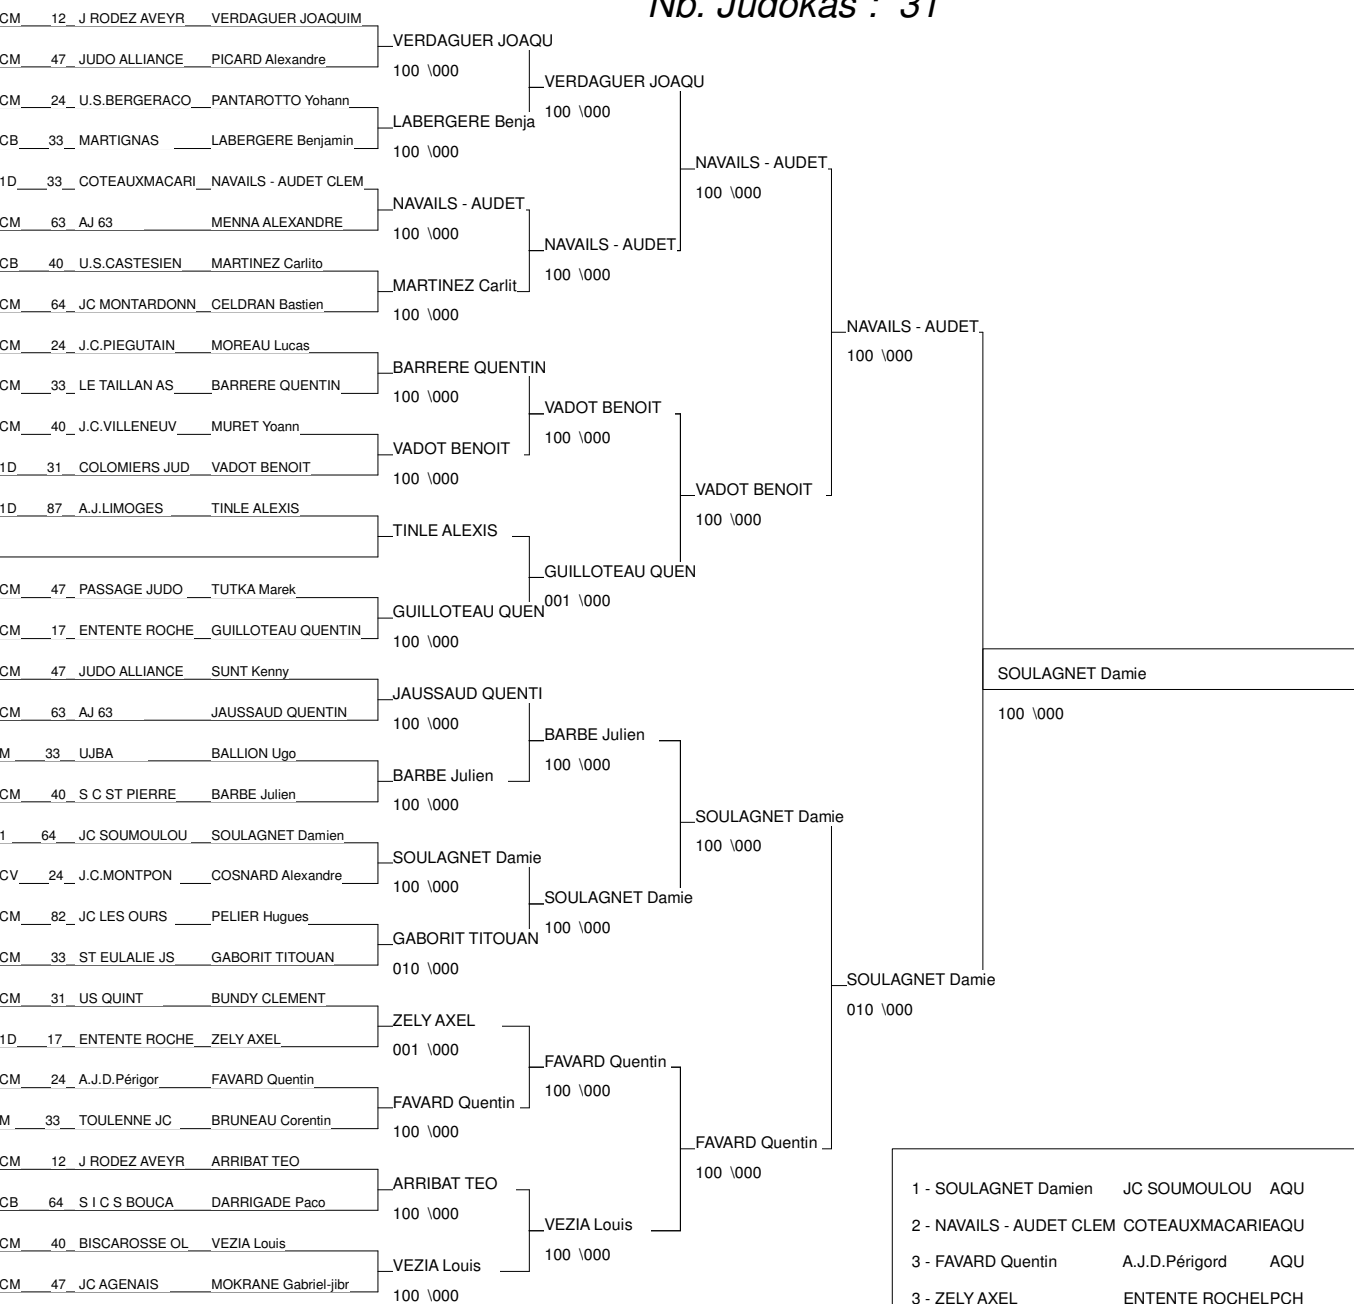 Nb. Judokas :  31
CM 12 J RODEZ AVEYR VERDAGUER JOAQUIM
VERDAGUER JOAQU
CM 47 JUDO ALLIANCE PICARD Alexandre
100 \000
VERDAGUER JOAQU
CM 24 U.S.BERGERACO PANTAROTTO Yohann
100 \000
LABERGERE Benja
CB 33 MARTIGNAS LABERGERE Benjamin
100 \000
NAVAILS - AUDET
1D 33 COTEAUXMACARI NAVAILS - AUDET CLEM
100 \000
NAVAILS - AUDET
CM 63 AJ 63 MENNA ALEXANDRE
100 \000
NAVAILS - AUDET
CB 40 U.S.CASTESIEN MARTINEZ Carlito
100 \000
MARTINEZ Carlit
CM 64 JC MONTARDONN CELDRAN Bastien
100 \000
NAVAILS - AUDET
CM 24 J.C.PIEGUTAIN MOREAU Lucas
100 \000
BARRERE QUENTIN
CM 33 LE TAILLAN AS BARRERE QUENTIN
100 \000
VADOT BENOIT
CM 40 J.C.VILLENEUV MURET Yoann
100 \000
VADOT BENOIT
CM 31 COLOMIERS JUD VADOT BENOIT
100 \000
VADOT BENOIT
1D 87 A.J.LIMOGES TINLE ALEXIS
100 \000
TINLE ALEXIS
GUILLOTEAU QUEN
CM 47 PASSAGE JUDO TUTKA Marek
001 \000
GUILLOTEAU QUEN
CM 17 ENTENTE ROCHE GUILLOTEAU QUENTIN
100 \000
CM 47 JUDO ALLIANCE SUNT Kenny
SOULAGNET Damie
JAUSSAUD QUENTI
CM 63 AJ 63 JAUSSAUD QUENTIN
100 \000
100 \000
BARBE Julien
M 33 UJBA BALLION Ugo
100 \000
BARBE Julien
CM 40 S C ST PIERRE BARBE Julien
100 \000
SOULAGNET Damie
1 64 JC SOUMOULOU SOULAGNET Damien
100 \000
SOULAGNET Damie
CV 24 J.C.MONTPON COSNARD Alexandre
100 \000
SOULAGNET Damie
CM 82 JC LES OURS PELIER Hugues
100 \000
GABORIT TITOUAN
CM 33 ST EULALIE JS GABORIT TITOUAN
010 \000
SOULAGNET Damie
CM 31 US QUINT BUNDY CLEMENT
010 \000
ZELY AXEL
1D 17 ENTENTE ROCHE ZELY AXEL
001 \000
FAVARD Quentin
CM 24 A.J.D.Périgor FAVARD Quentin
100 \000
FAVARD Quentin
M 33 TOULENNE JC BRUNEAU Corentin
100 \000
FAVARD Quentin
CM 12 J RODEZ AVEYR ARRIBAT TEO
100 \000
ARRIBAT TEO
CB 64 S I C S BOUCA DARRIGADE Paco
100 \000
VEZIA Louis
CM 40 BISCAROSSE OL VEZIA Louis
100 \000
VEZIA Louis
CM 47 JC AGENAIS MOKRANE Gabriel-jibr
100 \000
1 - SOULAGNET Damien JC SOUMOULOU AQU
2 - NAVAILS - AUDET CLEM COTEAUXMACARIE AQU
3 - FAVARD Quentin A.J.D.Périgord AQU
3 - ZELY AXEL ENTENTE ROCHEL PCH